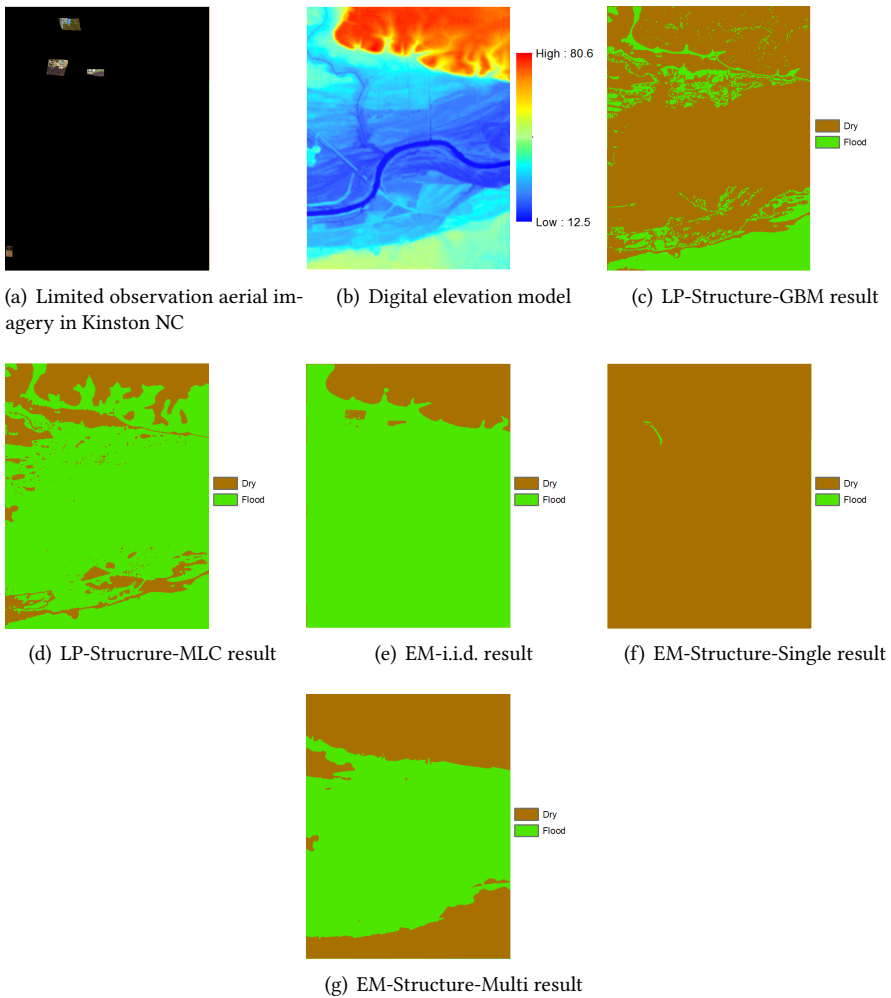 High : 80.6
Low : 12.5
Dry
Flood
(a) Limited observation aerial im-
agery in Kinston NC
(b) Digital elevation model
(c) LP-Structure-GBM result
Dry
Flood
Dry
Flood
Dry
Flood
(d) LP-Strucrure-MLC result
(e) EM-i.i.d. result
(f) EM-Structure-Single result
Dry
Flood
(g) EM-Structure-Multi result